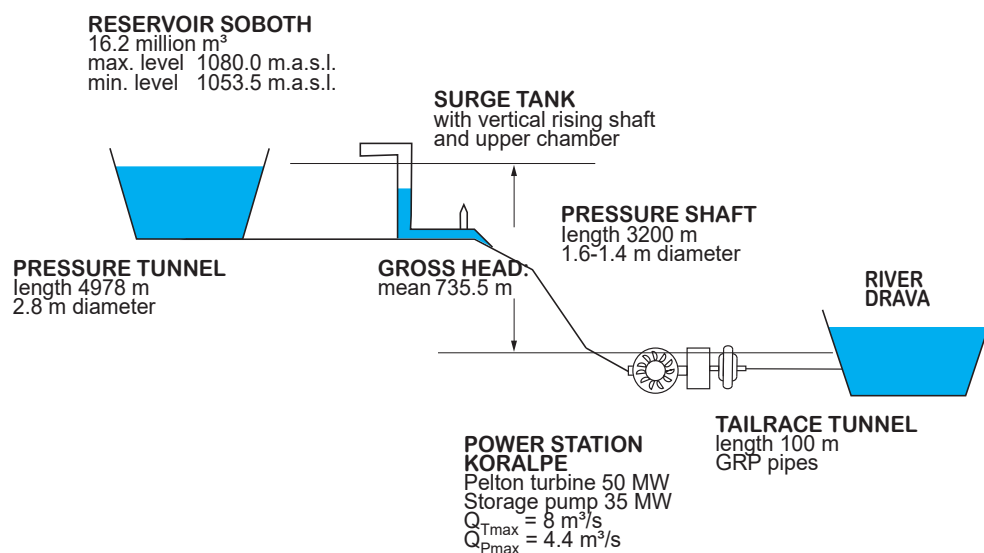 RESERVOIR SOBOTH
16.2 million m³
max. level 1080.0 m.a.s.l.
min. level 1053.5 m.a.s.l.
SURGE TANK
with vertical rising shaft
and upper chamber
PRESSURE SHAFT
length 3200 m
1.6-1.4 m diameter
PRESSURE TUNNEL
length 4978 m
2.8 m diameter
GROSS HEAD:
mean 735.5 m
RIVER
DRAVA
TAILRACE TUNNEL
length 100 m
GRP pipes
POWER STATION
KORALPE
Pelton turbine 50 MW
Storage pump 35 MW
QTmax = 8 m³/s
QPmax = 4.4 m³/s